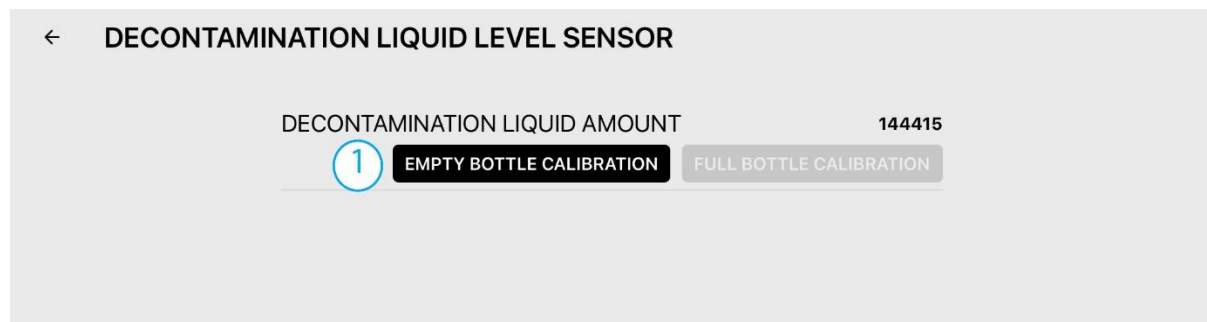 ← DECONTAMINATION LIQUID LEVEL SENSOR
DECONTAMINATION LIQUID AMOUNT 144415
1 EMPTY BOTTLE CALIBRATION FULL BOTTLE CALIBRATION